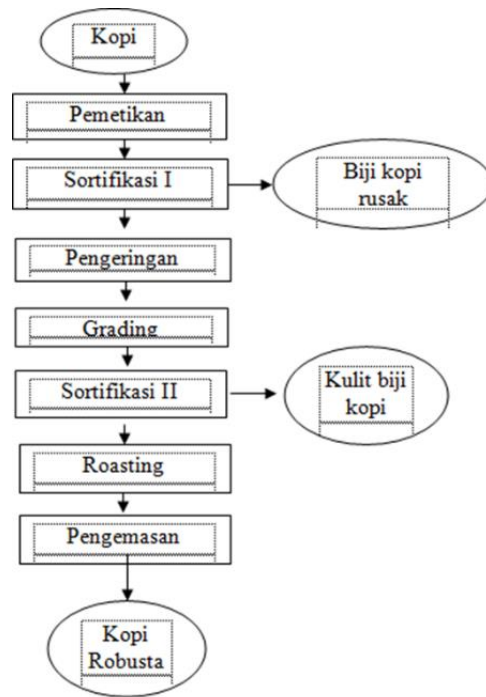 Kopi
Pemetikan
Sortifikasi I
Biji kopi
rusak
Pengeringan
Grading
Sortifikasi II
Kulit biji
kopi
Roasting
Pengemasan
Kopi
Robusta